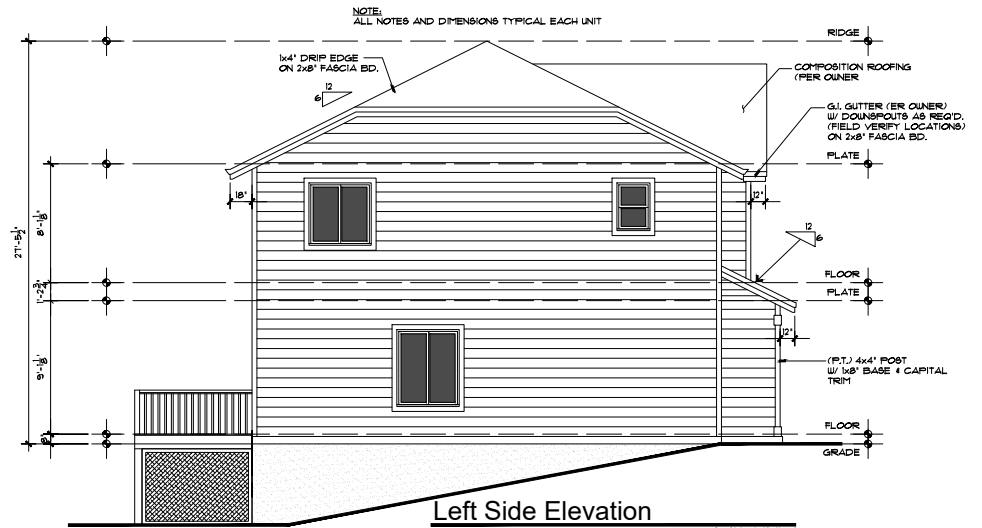 NOTE:
ALL NOTES AND DIMENSIONS TYPICAL EACH UNIT
RIDGE
1x4" DRIP EDGE
ON 2x8" FASCIA BD.
12
6
COMPOSITION ROOFING
(PER OWNER
G.I. GUTTER (ER OWNER)
W/ DOWNSPOUTS AS REQ'D.
(FIELD VERIFY LOCATIONS)
ON 2x8" FASCIA BD.
PLATE
18"
12"
8'-1 1/8"
27'-5 1/2"
12
6
FLOOR
1'-2 3/4"
PLATE
12"
9'-1 1/8"
(P.T.) 4x4" POST
W/ 1x8" BASE & CAPITAL
TRIM
FLOOR
8"
GRADE
Left Side Elevation